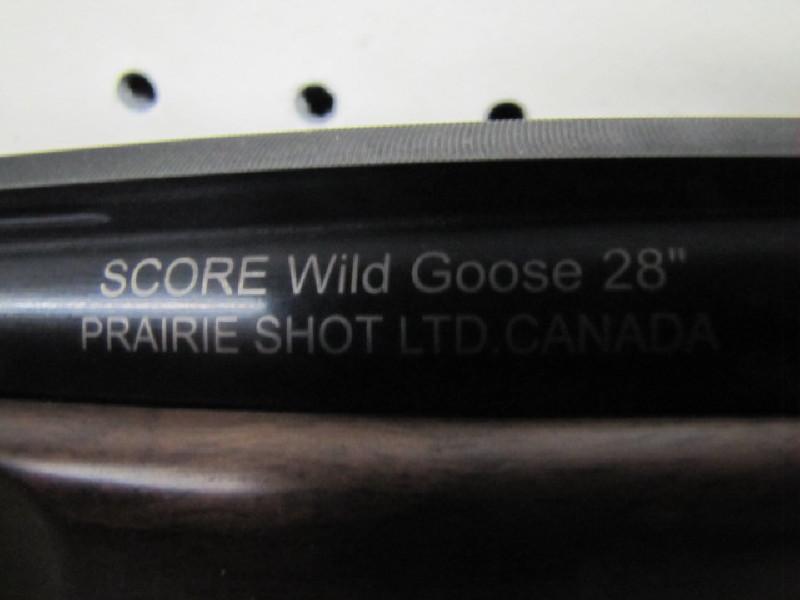 SCORE Wild Goose 28"
PRAIRIE SHOT LTD.CANADA